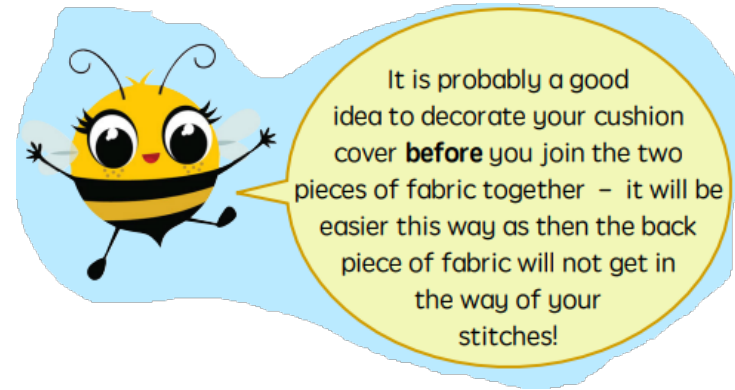 It is probably a good
idea to decorate your cushion
cover before you join the two
pieces of fabric together – it will be
easier this way as then the back
piece of fabric will not get in
the way of your
stitches!